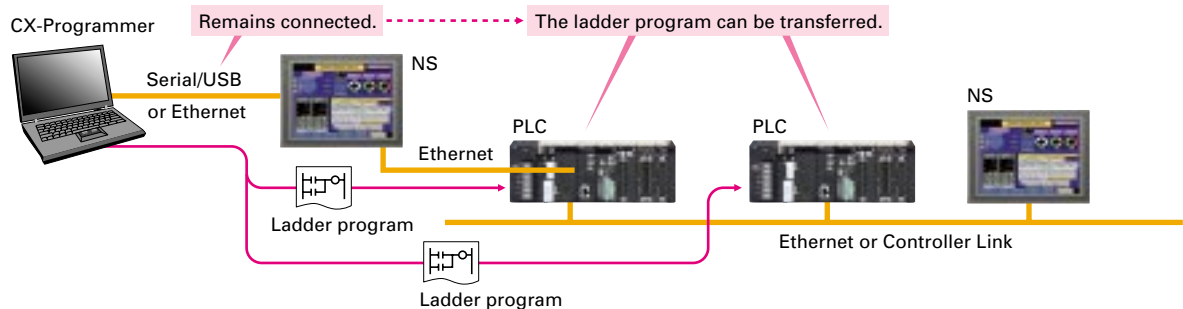 CX-Programmer
Remains connected.
The ladder program can be transferred.
NS
Serial/USB
or Ethernet
NS
PLC
PLC
Ethernet
Ladder program
Ethernet or Controller Link
Ladder program